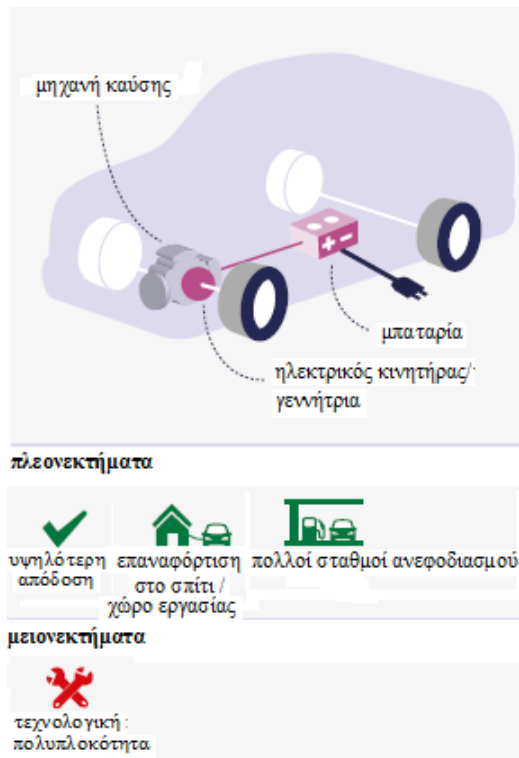 μηχανή καύσης
μπαταρία
ηλεκτρικός κινητήρας/
γεννήτρια
πλεονεκτήματα
υψηλότερη
απόδοση
επαναφόρτιση
στο σπίτι /
χώρο εργασίας
πολλοί σταθμοί ανεφοδιασμού
μειονεκτήματα
τεχνολογική
πολυπλοκότητα